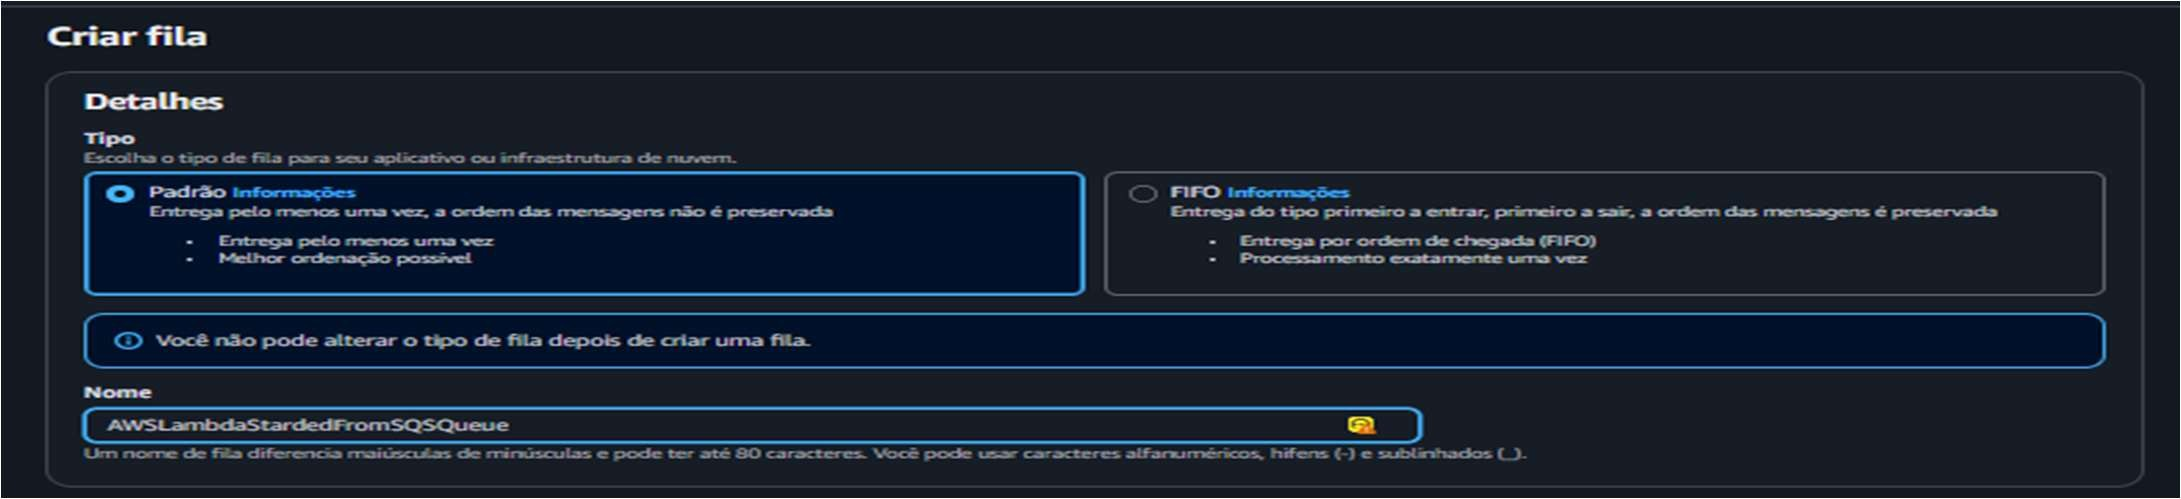 Criar fila
Detalhes
Tipo
Escolha o tipo de fila para seu aplicativo ou infraestrutura de nuvem.
Padrão Informações
Entrega pelo menos uma vez, a ordem das mensagens não é preservada
• Entrega pelo menos uma vez
• Melhor ordenação possível
FIFO Informações
Entrega do tipo primeiro a entrar, primeiro a sair, a ordem das mensagens é preservada
• Entrega por ordem de chegada (FIFO)
• Processamento exatamente uma vez
Você não pode alterar o tipo de fila depois de criar uma fila.
Nome
AWSLambdaStardedFromSQSQueue
Um nome de fila diferencia maiúsculas de minúsculas e pode ter até 80 caracteres. Você pode usar caracteres alfanuméricos, hifens (-) e sublinhados (_).